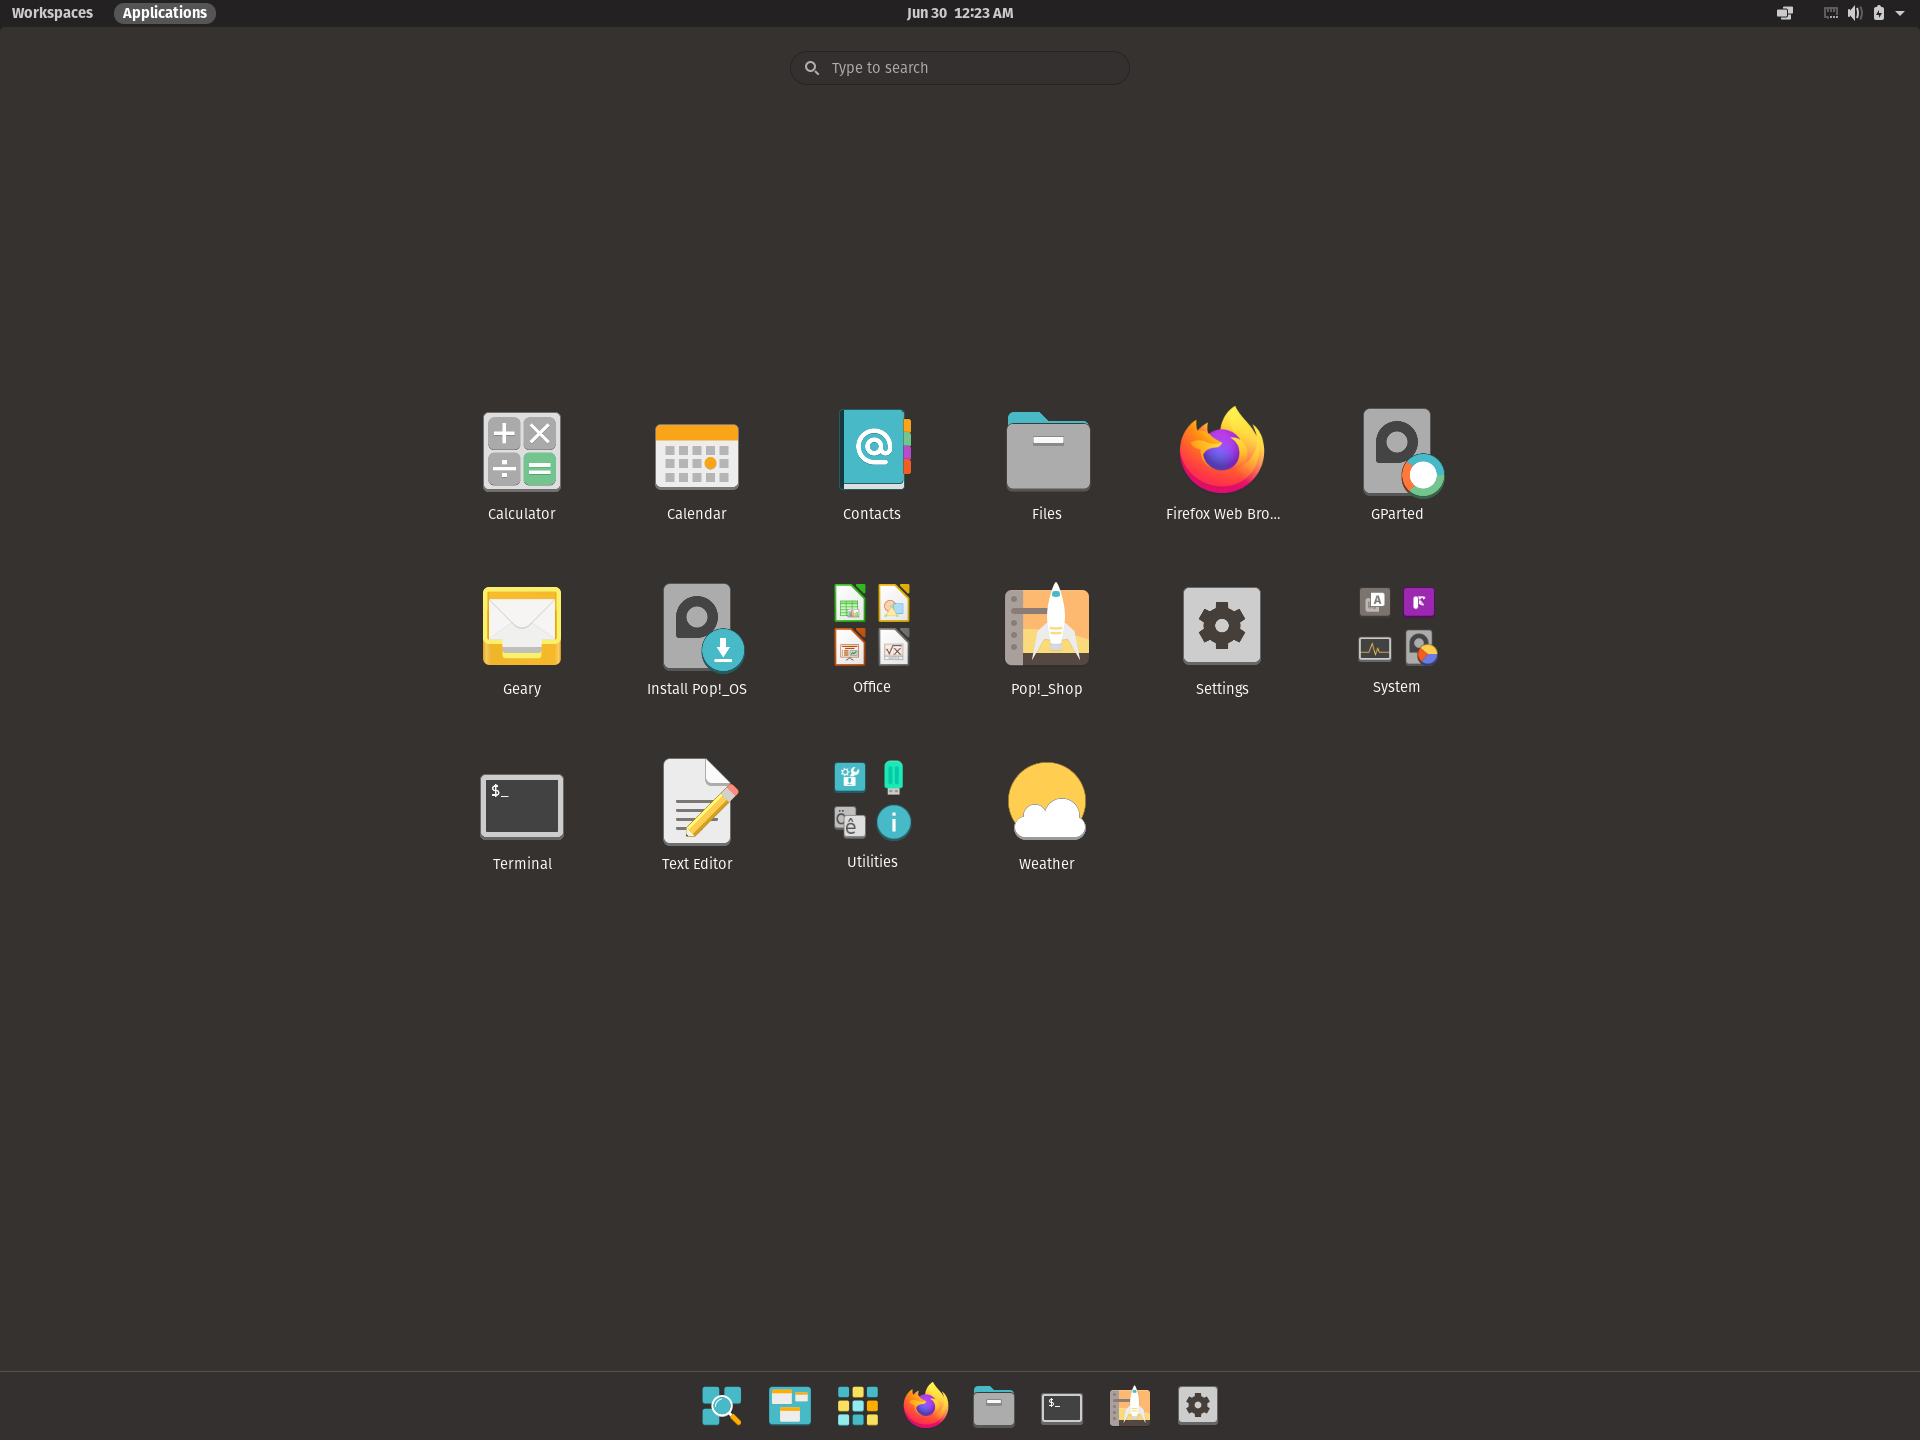 Workspaces Applications Jun 30 12:23 AM
Type to search
Calculator Calendar Contacts Files Firefox Web Bro... GParted
Geary Install Pop!_OS Office Pop!_Shop Settings System
$_
Terminal Text Editor Utilities Weather
$_